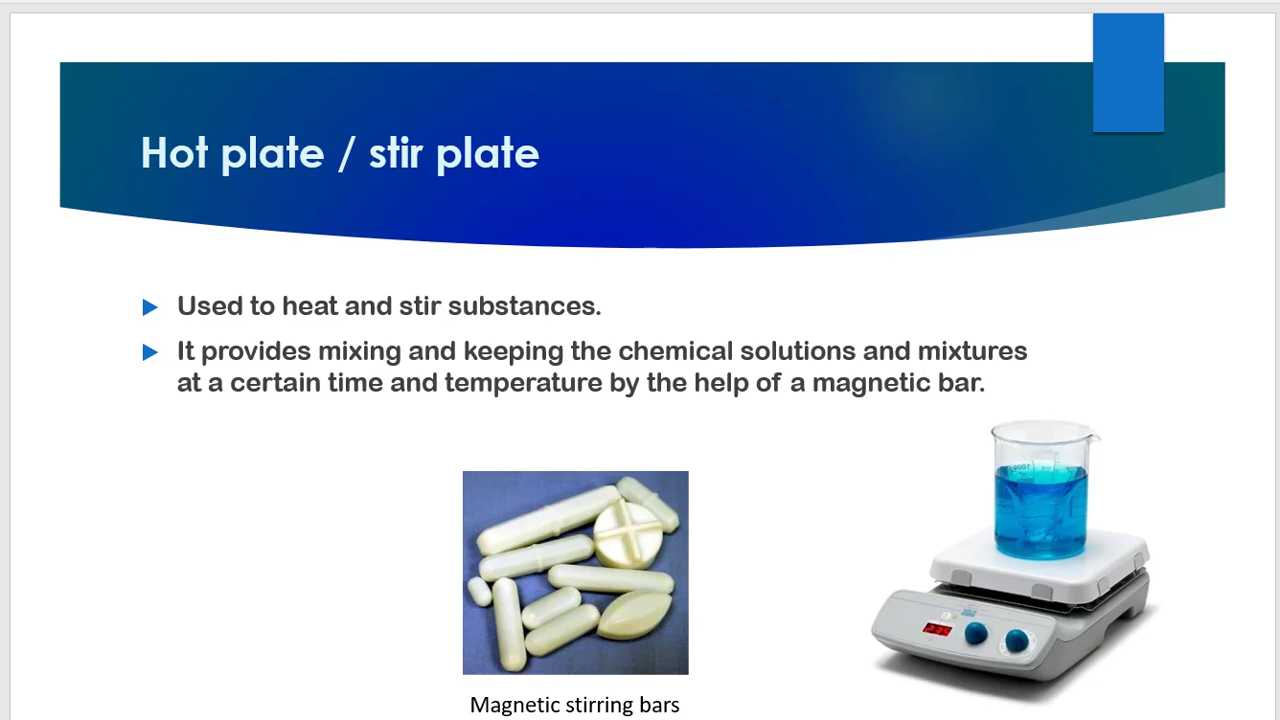 Hot plate / stir plate
Used to heat and stir substances.
It provides mixing and keeping the chemical solutions and mixtures
at a certain time and temperature by the help of a magnetic bar.
Magnetic stirring bars